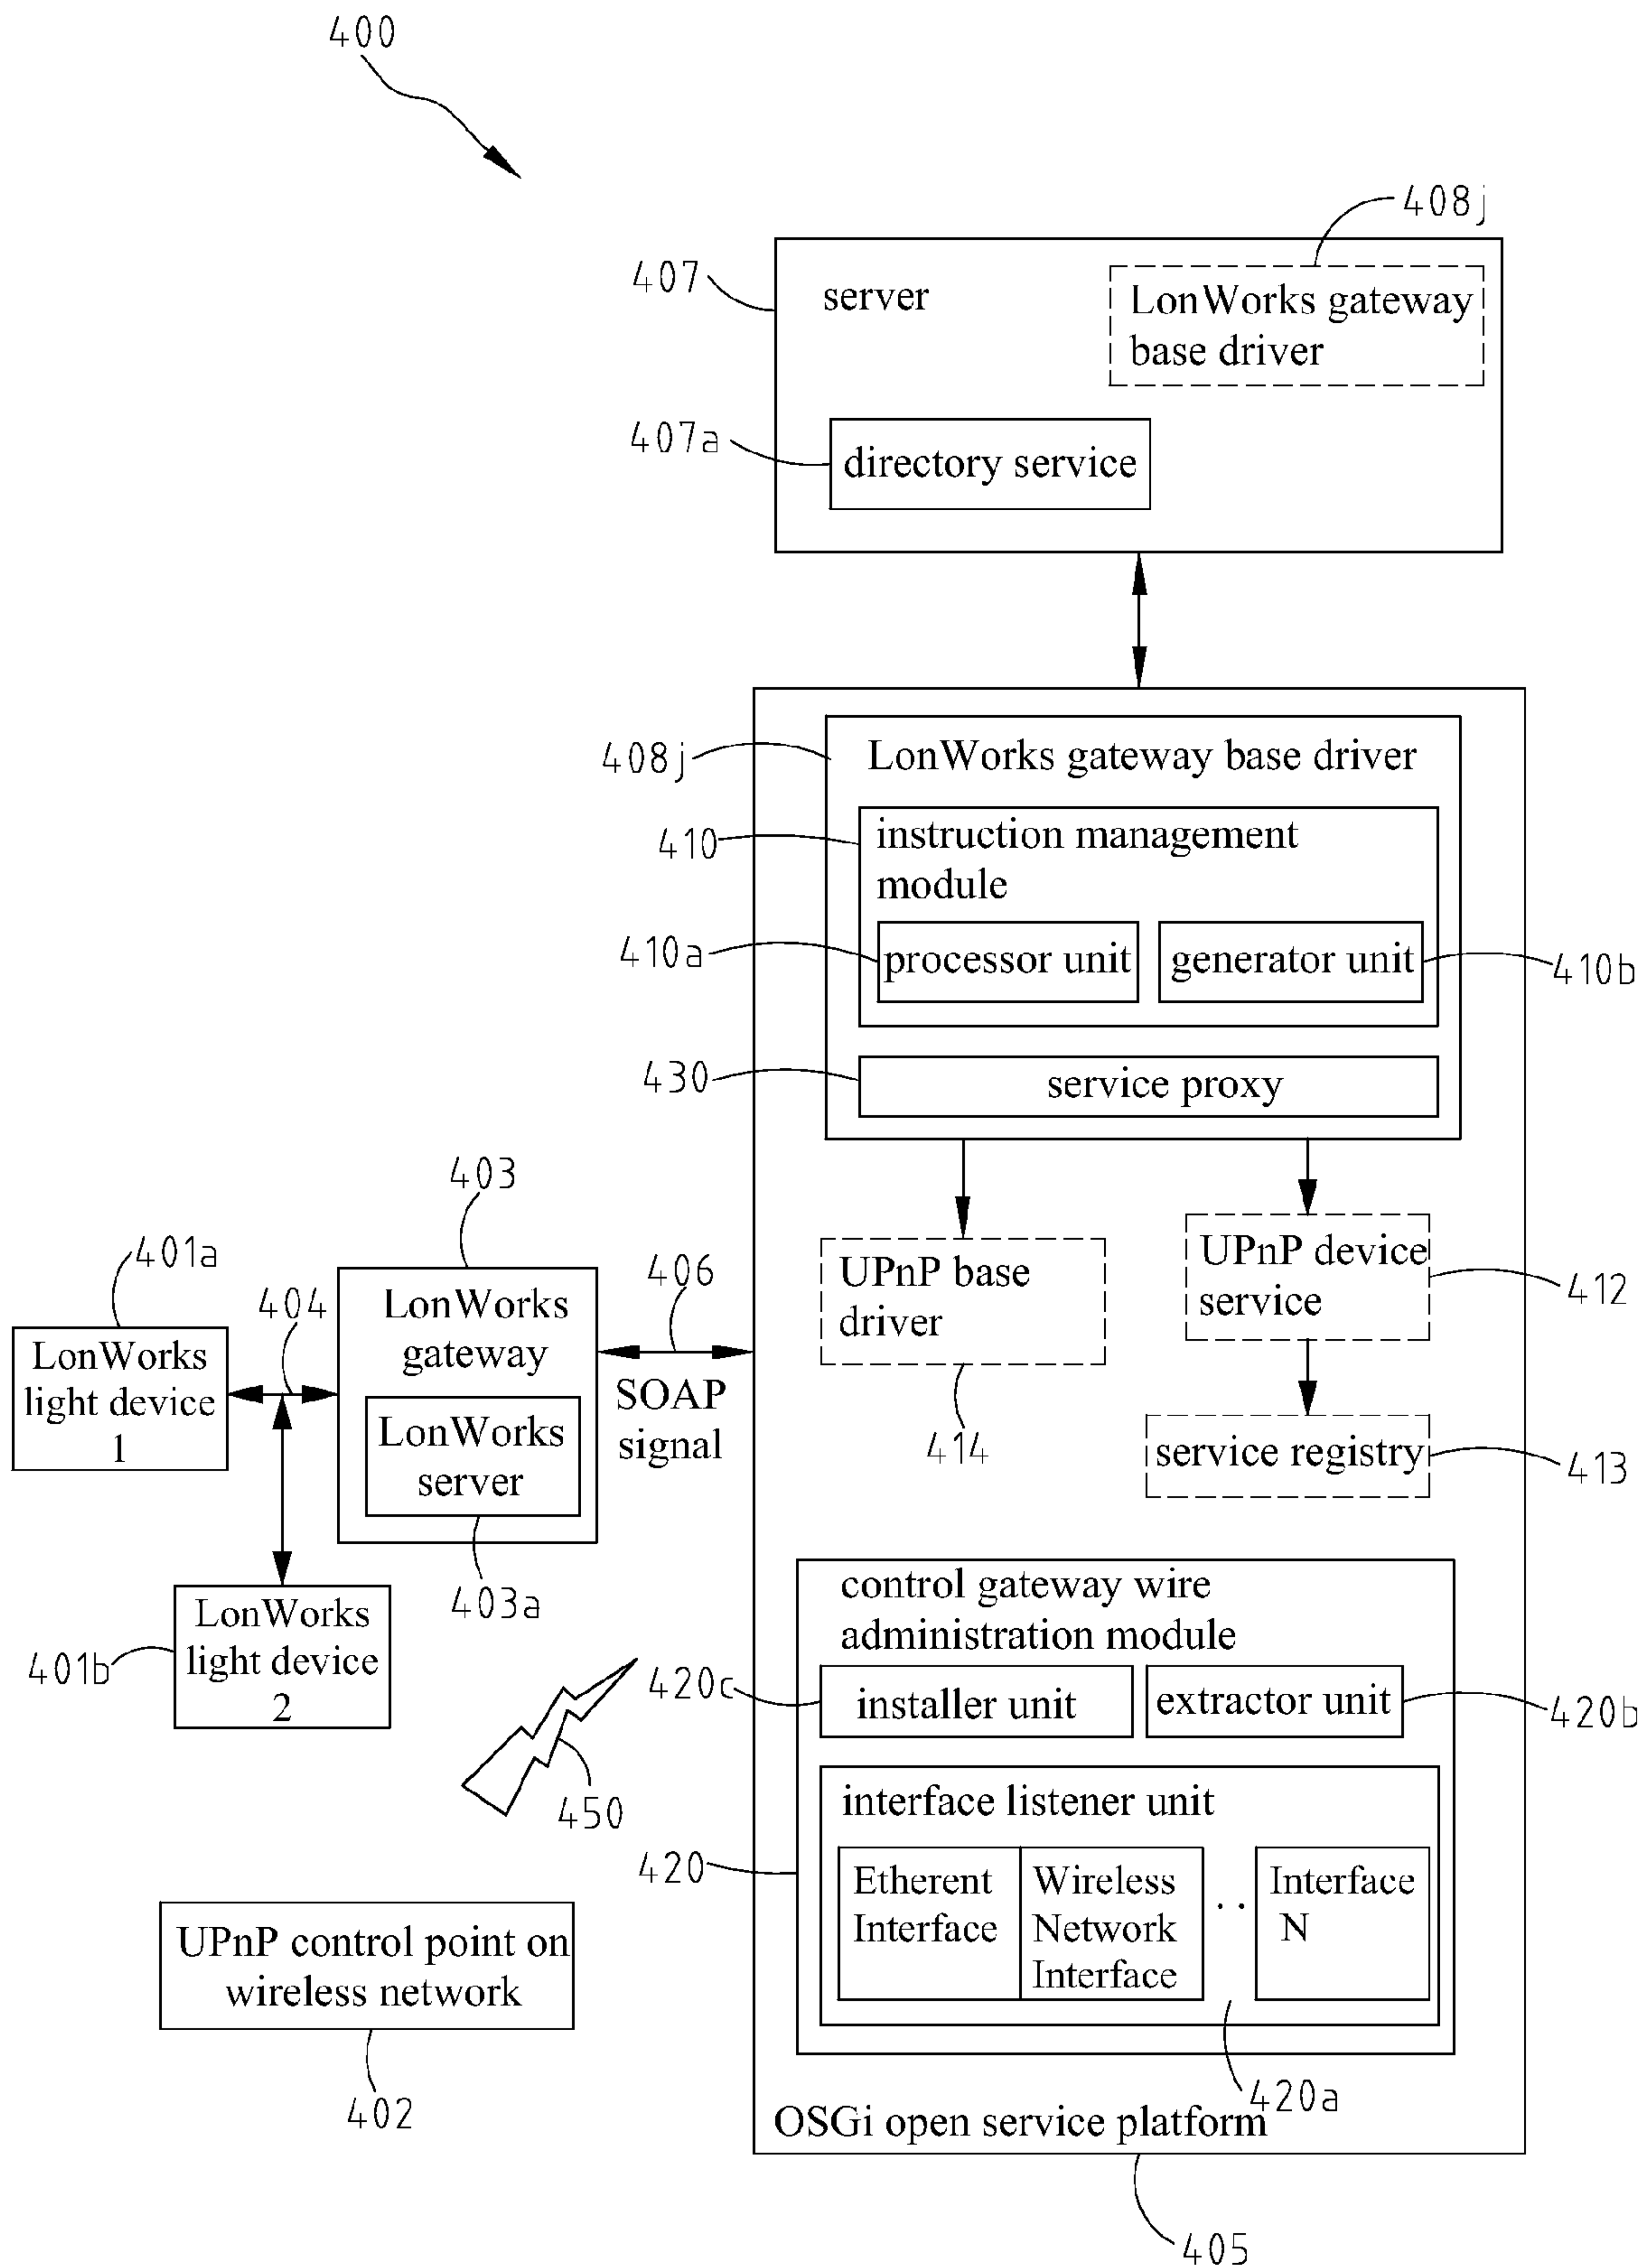 400
408j
407
server
LonWorks gateway
base driver
407a
directory service
408j
LonWorks gateway base driver
410
instruction management
module
410a
processor unit
generator unit
410b
430
service proxy
403
401a
404
LonWorks
gateway
406
UPnP base
driver
UPnP device
service
412
LonWorks
light device
1
LonWorks
server
SOAP
signal
414
service registry
413
403a
401b
LonWorks
light device
2
control gateway wire
administration module
420c
installer unit
extractor unit
420b
450
interface listener unit
420
Etherent
Interface
Wireless
Network
Interface
. .
Interface
N
UPnP control point on
wireless network
402
420a
OSGi open service platform
405